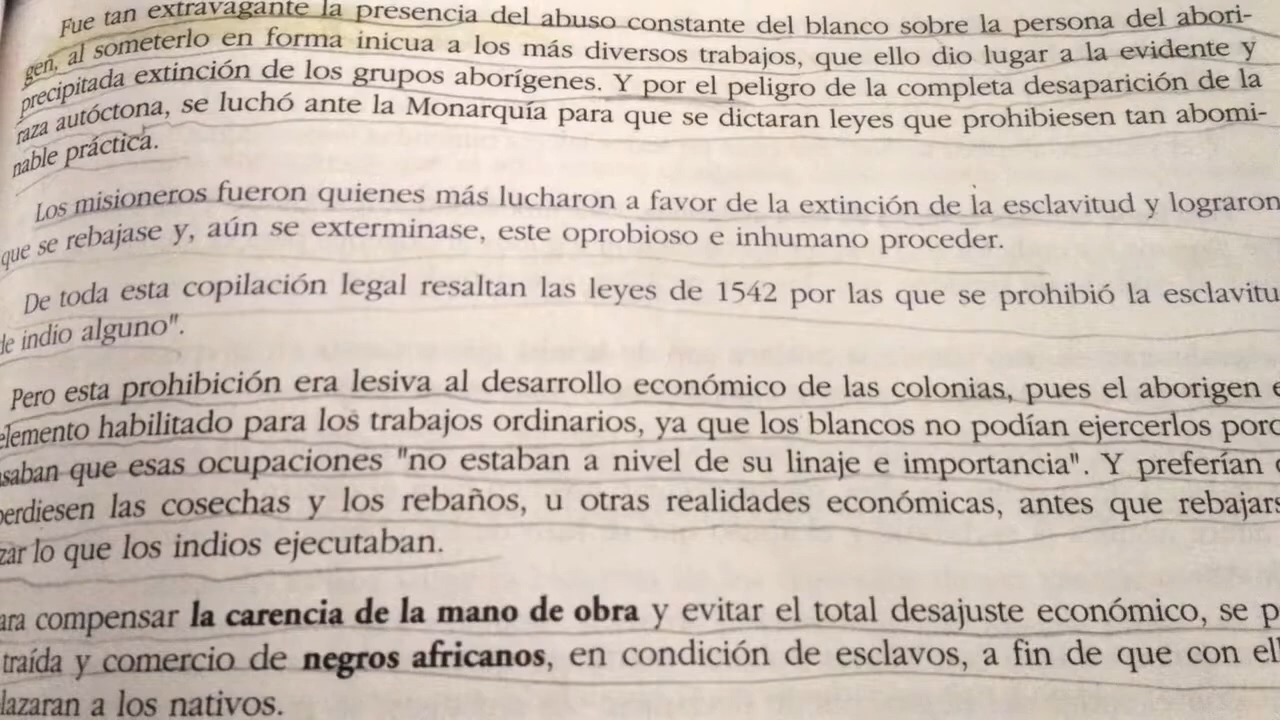 Fue tan extravagante la presencia del abuso constante del blanco sobre la persona del abori-
gen, al someterlo en forma inicua a los más diversos trabajos, que ello dio lugar a la evidente y
precipitada extinción de los grupos aborígenes. Y por el peligro de la completa desaparición de la
raza autóctona, se luchó ante la Monarquía para que se dictaran leyes que prohibiesen tan abomi-
nable práctica.
Los misioneros fueron quienes más lucharon a favor de la extinción de la esclavitud y lograron
que se rebajase y, aún se exterminase, este oprobioso e inhumano proceder.
De toda esta copilación legal resaltan las leyes de 1542 por las que se prohibió la esclavitu
de indio alguno".
Pero esta prohibición era lesiva al desarrollo económico de las colonias, pues el aborigen e
elemento habilitado para los trabajos ordinarios, ya que los blancos no podían ejercerlos porq
saban que esas ocupaciones "no estaban a nivel de su linaje e importancia". Y preferían
perdiesen las cosechas y los rebaños, u otras realidades económicas, antes que rebajars
zar lo que los indios ejecutaban.
ara compensar la carencia de la mano de obra y evitar el total desajuste económico, se p
traída y comercio de negros africanos, en condición de esclavos, a fin de que con ell
lazaran a los nativos.